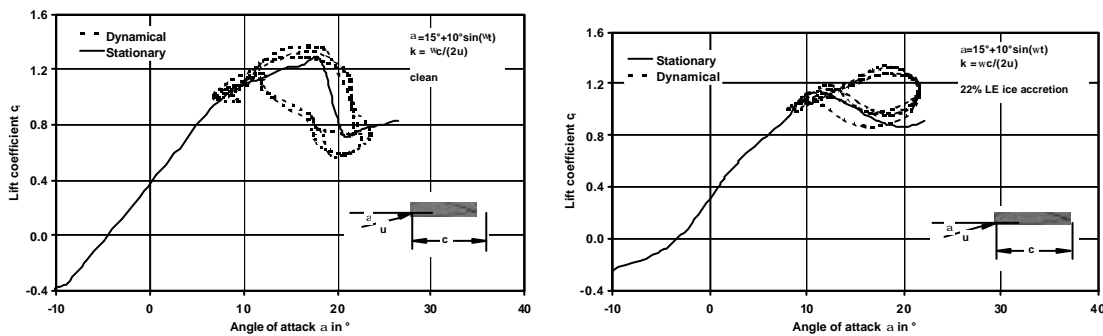 1.6
1.2
0.8
0.4
0.0
-0.4
Lift coefficient cl
Dynamical
Stationary
a=15°+10°sin(wt)
k = wc/(2u)
clean
a
u
c
-10 0 10 20 30 40
Angle of attack a in °
1.6
1.2
0.8
0.4
0.0
-0.4
Lift coefficient cl
Stationary
Dynamical
a=15°+10°sin(wt)
k = wc/(2u)
22% LE ice accretion
a
u
c
-10 0 10 20 30 40
Angle of attack a in °